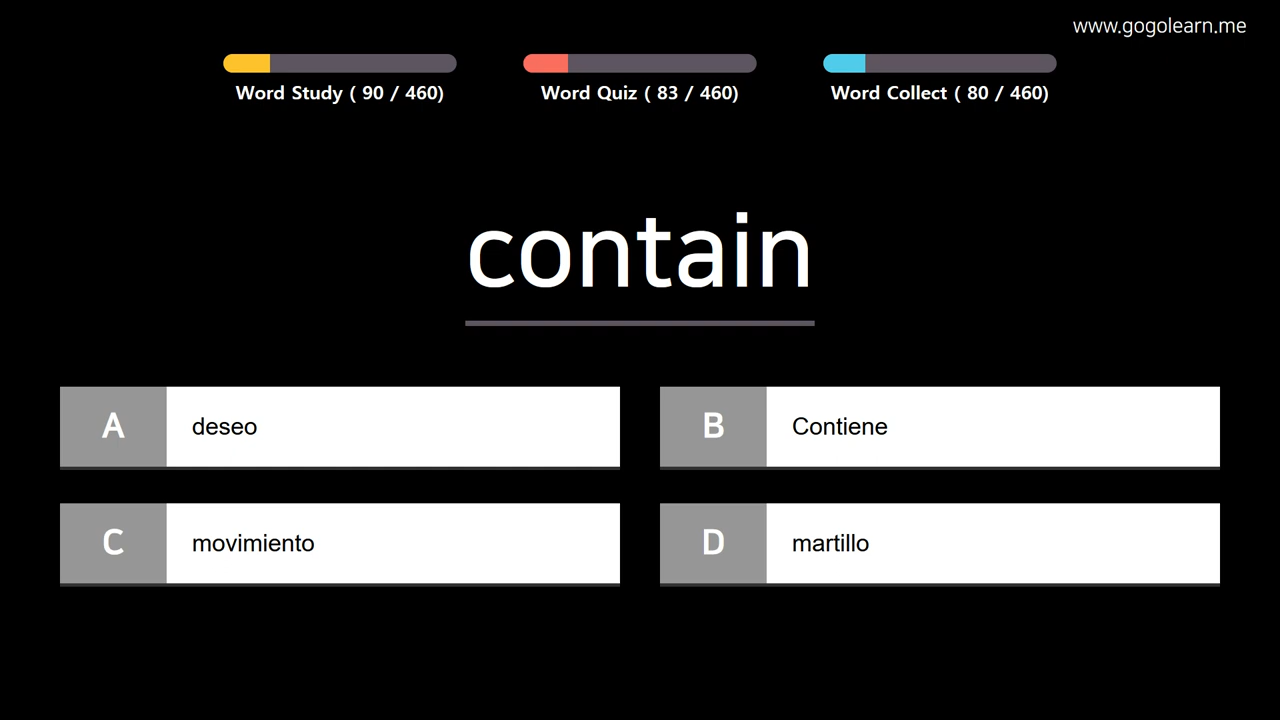 www.gogolearn.me
Word Study ( 90 / 460)
Word Quiz ( 83 / 460)
Word Collect ( 80 / 460)
contain
A deseo
B Contiene
C movimiento
D martillo